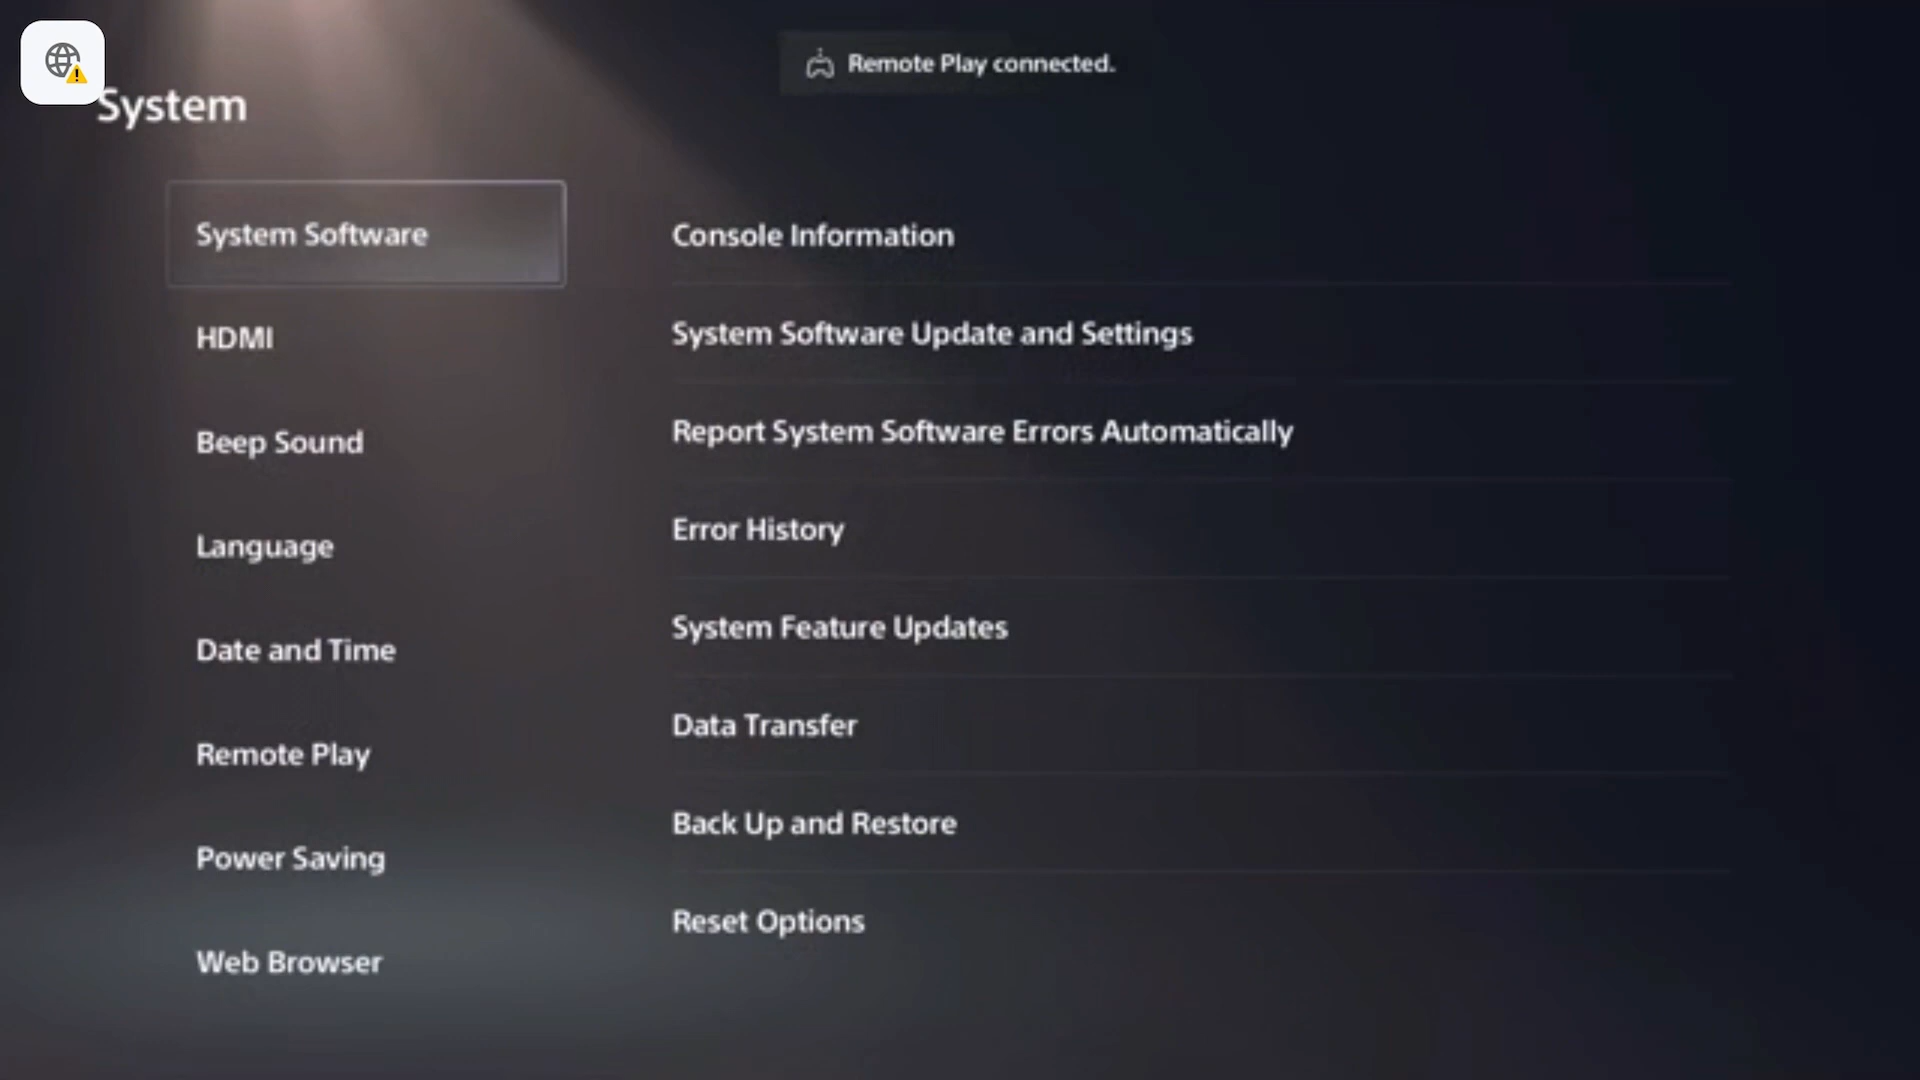 Remote Play connected.
System
System Software
HDMI
Beep Sound
Language
Date and Time
Remote Play
Power Saving
Web Browser
Console Information
System Software Update and Settings
Report System Software Errors Automatically
Error History
System Feature Updates
Data Transfer
Back Up and Restore
Reset Options